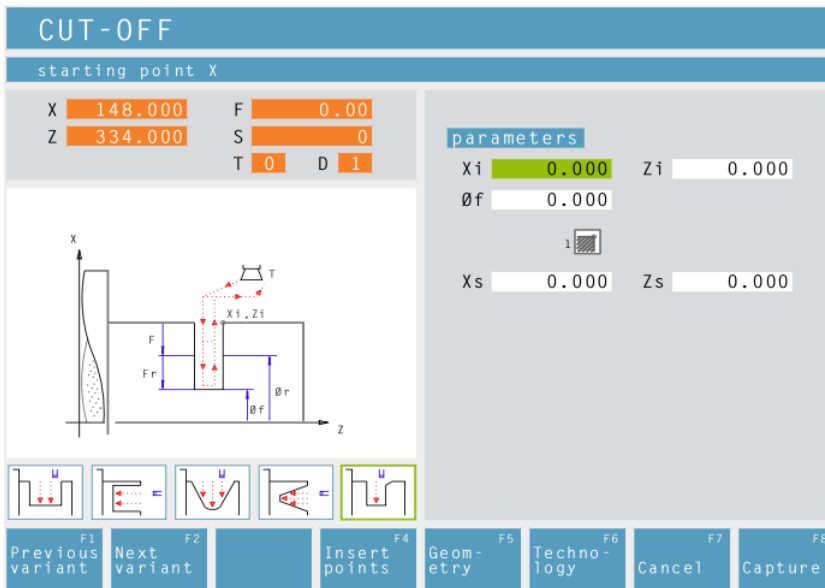 CUT-OFF
starting point X
X 148.000 F 0.00
Z 334.000 S 0
T 0 D 1
parameters
Xi 0.000 Zi 0.000
Øf 0.000
1
Xs 0.000 Zs 0.000
X
T
Xi,Zi
F
Fr
Ør
Øf
Z
F1 Previous variant
F2 Next variant
F4 Insert points
F5 Geom-etry
F6 Techno-logy
F7 Cancel
F8 Capture